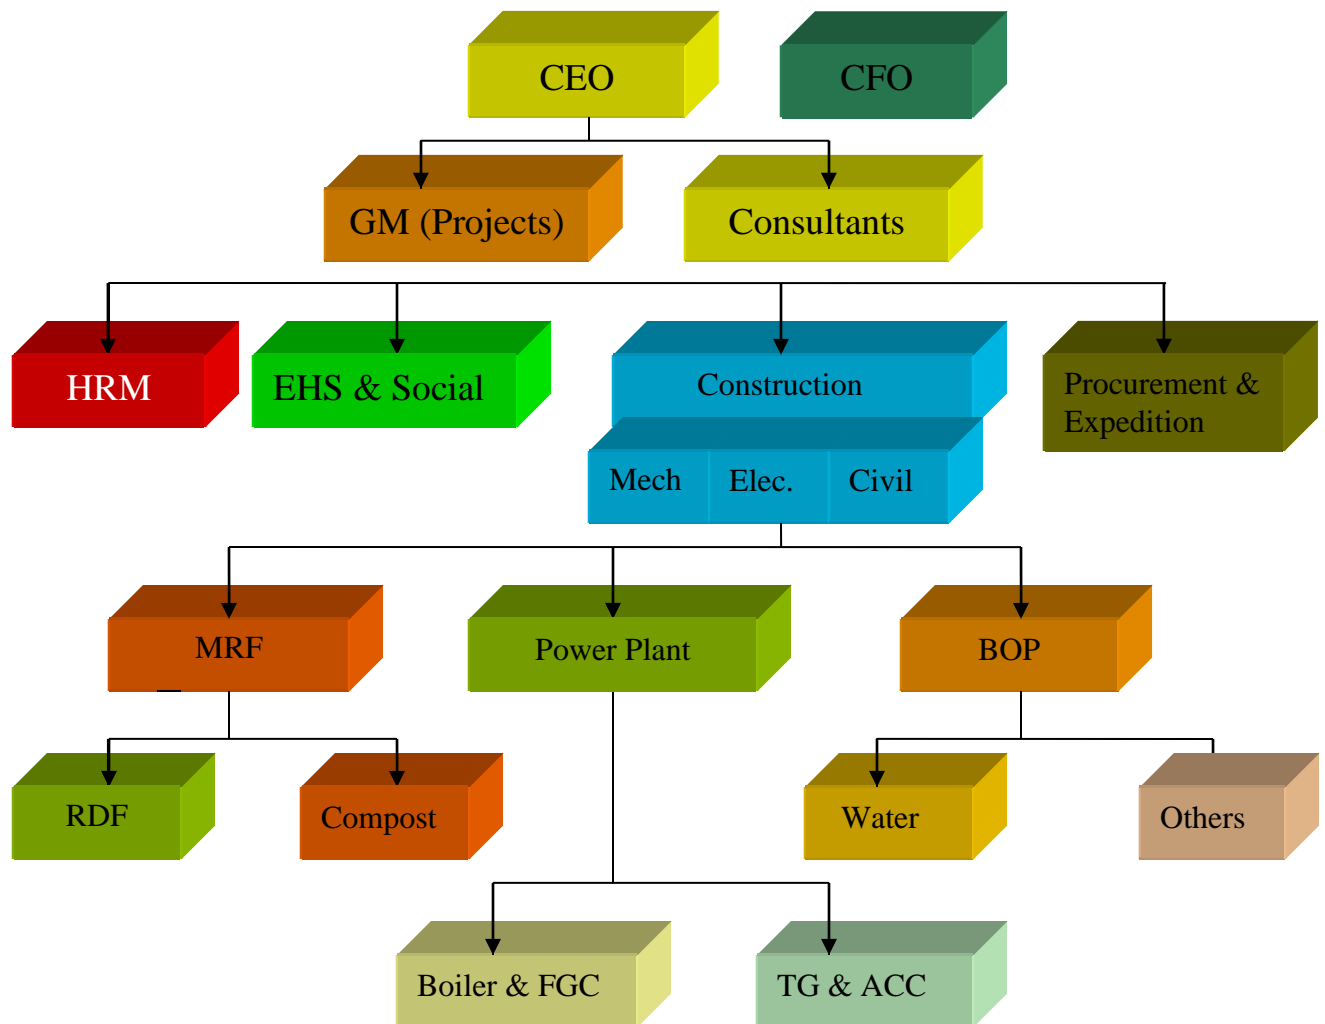 CEO
CFO
GM (Projects)
Consultants
HRM
EHS & Social
Construction
Procurement &
Expedition
Mech
Elec.
Civil
MRF
Power Plant
BOP
RDF
Compost
Water
Others
Boiler & FGC
TG & ACC